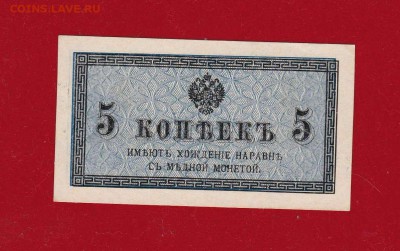 COINS.LAVE.RU
5 КОПѢЕКЪ 5
ИМѢЮТЪ ХОЖДЕНІЕ НАРАВНѢ
СЪ МѢДНОЙ МОНЕТОЙ.